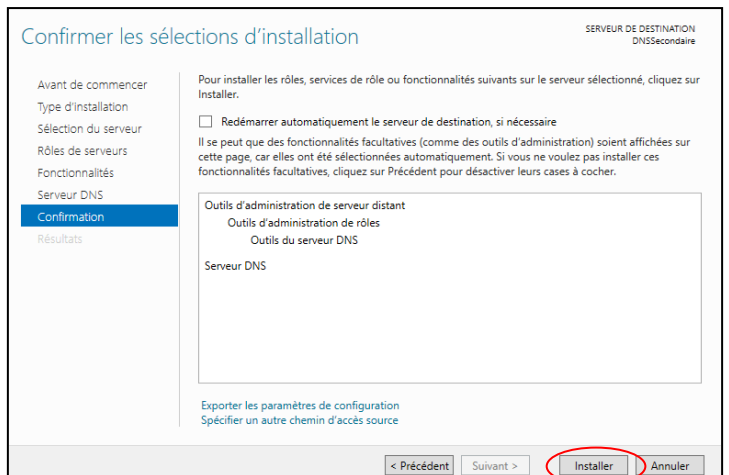 Confirmer les sélections d'installation
SERVEUR DE DESTINATION
DNSSecondaire
Avant de commencer
Type d'installation
Sélection du serveur
Rôles de serveurs
Fonctionnalités
Serveur DNS
Confirmation
Résultats
Pour installer les rôles, services de rôle ou fonctionnalités suivants sur le serveur sélectionné, cliquez sur
Installer.
Redémarrer automatiquement le serveur de destination, si nécessaire
Il se peut que des fonctionnalités facultatives (comme des outils d'administration) soient affichées sur
cette page, car elles ont été sélectionnées automatiquement. Si vous ne voulez pas installer ces
fonctionnalités facultatives, cliquez sur Précédent pour désactiver leurs cases à cocher.
Outils d'administration de serveur distant
Outils d'administration de rôles
Outils du serveur DNS
Serveur DNS
Exporter les paramètres de configuration
Spécifier un autre chemin d'accès source
< Précédent
Suivant >
Installer
Annuler